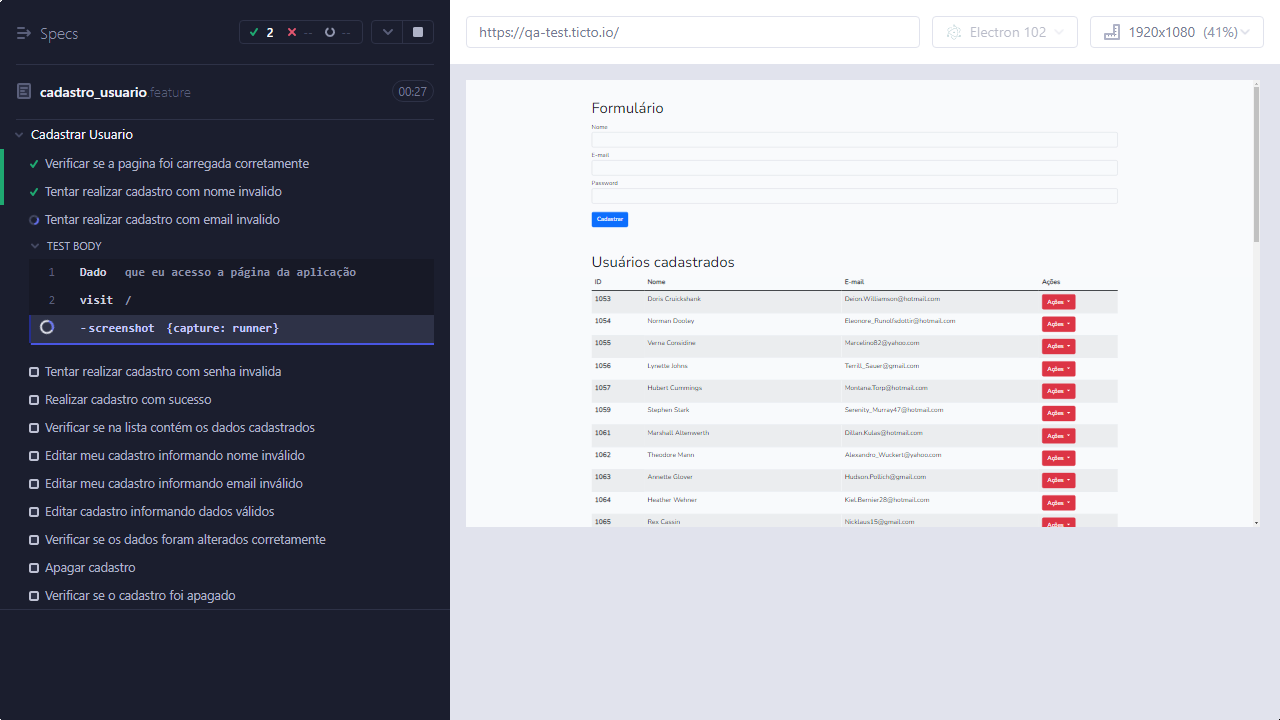 Specs
2
--
--
https://qa-test.ticto.io/
Electron 102
1920x1080 (41%)
cadastro_usuario.feature
00:27
Cadastrar Usuario
Verificar se a pagina foi carregada corretamente
Tentar realizar cadastro com nome invalido
Tentar realizar cadastro com email invalido
TEST BODY
1 Dado que eu acesso a página da aplicação
2 visit /
-screenshot {capture: runner}
Tentar realizar cadastro com senha invalida
Realizar cadastro com sucesso
Verificar se na lista contém os dados cadastrados
Editar meu cadastro informando nome inválido
Editar meu cadastro informando email inválido
Editar cadastro informando dados válidos
Verificar se os dados foram alterados corretamente
Apagar cadastro
Verificar se o cadastro foi apagado
Formulário
Nome
E-mail
Password
Cadastrar
Usuários cadastrados
ID Nome E-mail Ações
1053 Doris Cruickshank Deion.Williamson@hotmail.com Ações
1054 Norman Dooley Eleonore_Runolfsdottir@hotmail.com Ações
1055 Verna Considine Marcelino82@yahoo.com Ações
1056 Lynette Johns Terrill_Sauer@gmail.com Ações
1057 Hubert Cummings Montana.Torp@hotmail.com Ações
1059 Stephen Stark Serenity_Murray47@hotmail.com Ações
1061 Marshall Altenwerth Dillan.Kulas@hotmail.com Ações
1062 Theodore Mann Alexandro_Wuckert@yahoo.com Ações
1063 Annette Glover Hudson.Pollich@gmail.com Ações
1064 Heather Wehner Kiel.Bernier28@hotmail.com Ações
1065 Rex Cassin Nicklaus15@gmail.com Ações